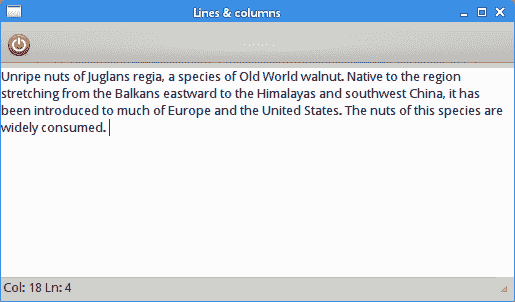 Lines & columns
Unripe nuts of Juglans regia, a species of Old World walnut. Native to the region
stretching from the Balkans eastward to the Himalayas and southwest China, it has
been introduced to much of Europe and the United States. The nuts of this species are
widely consumed.
Col: 18 Ln: 4